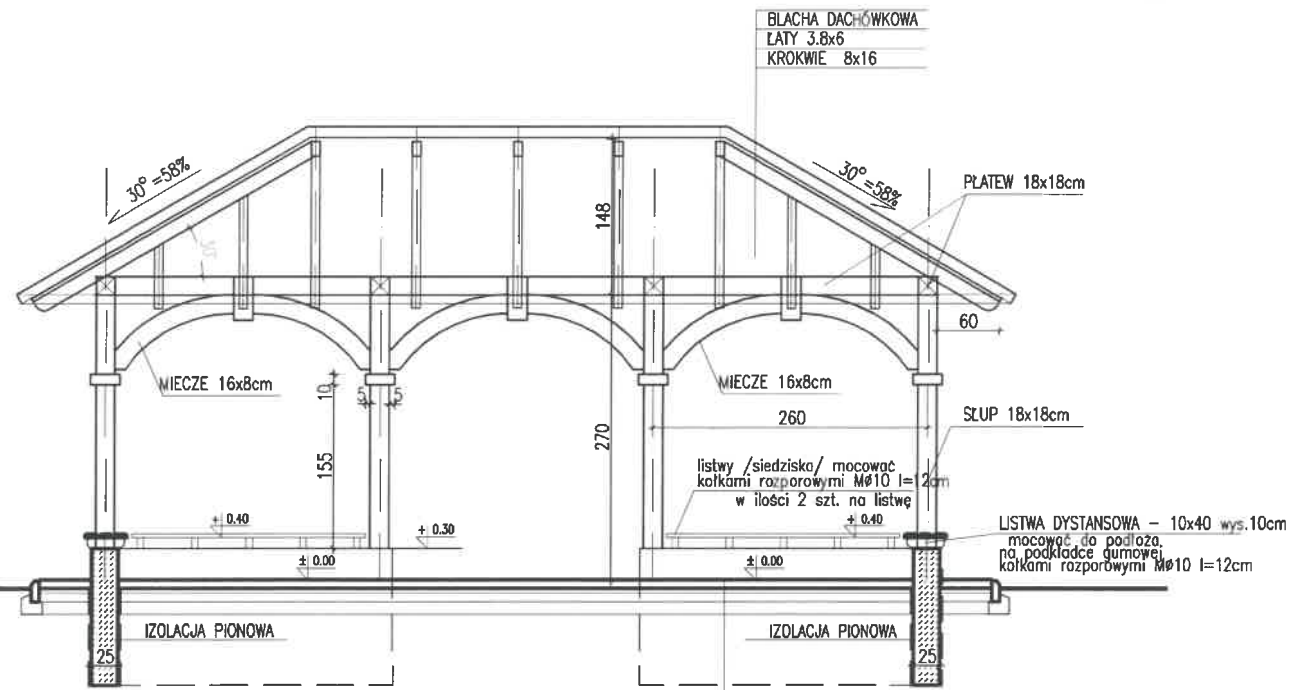 BLACHA DACHÓWKOWA
ŁATY 3.8x6
KROKWIE 8x16
30° =58%
30° =58%
PŁATEW 18x18cm
148
30°
60
MIECZE 16x8cm
10
5
5
MIECZE 16x8cm
260
SŁUP 18x18cm
155
270
listwy /siedziska/ mocować
kołkami rozporowymi MØ10 l=12cm
w ilości 2 szt. na listwę
+ 0.40
+ 0.30
+ 0.40
LISTWA DYSTANSOWA - 10x40 wys.10cm
mocować do podłoża,
na podkładce gumowej
kołkami rozporowymi MØ10 l=12cm
± 0.00
± 0.00
IZOLACJA PIONOWA
IZOLACJA PIONOWA
25
25